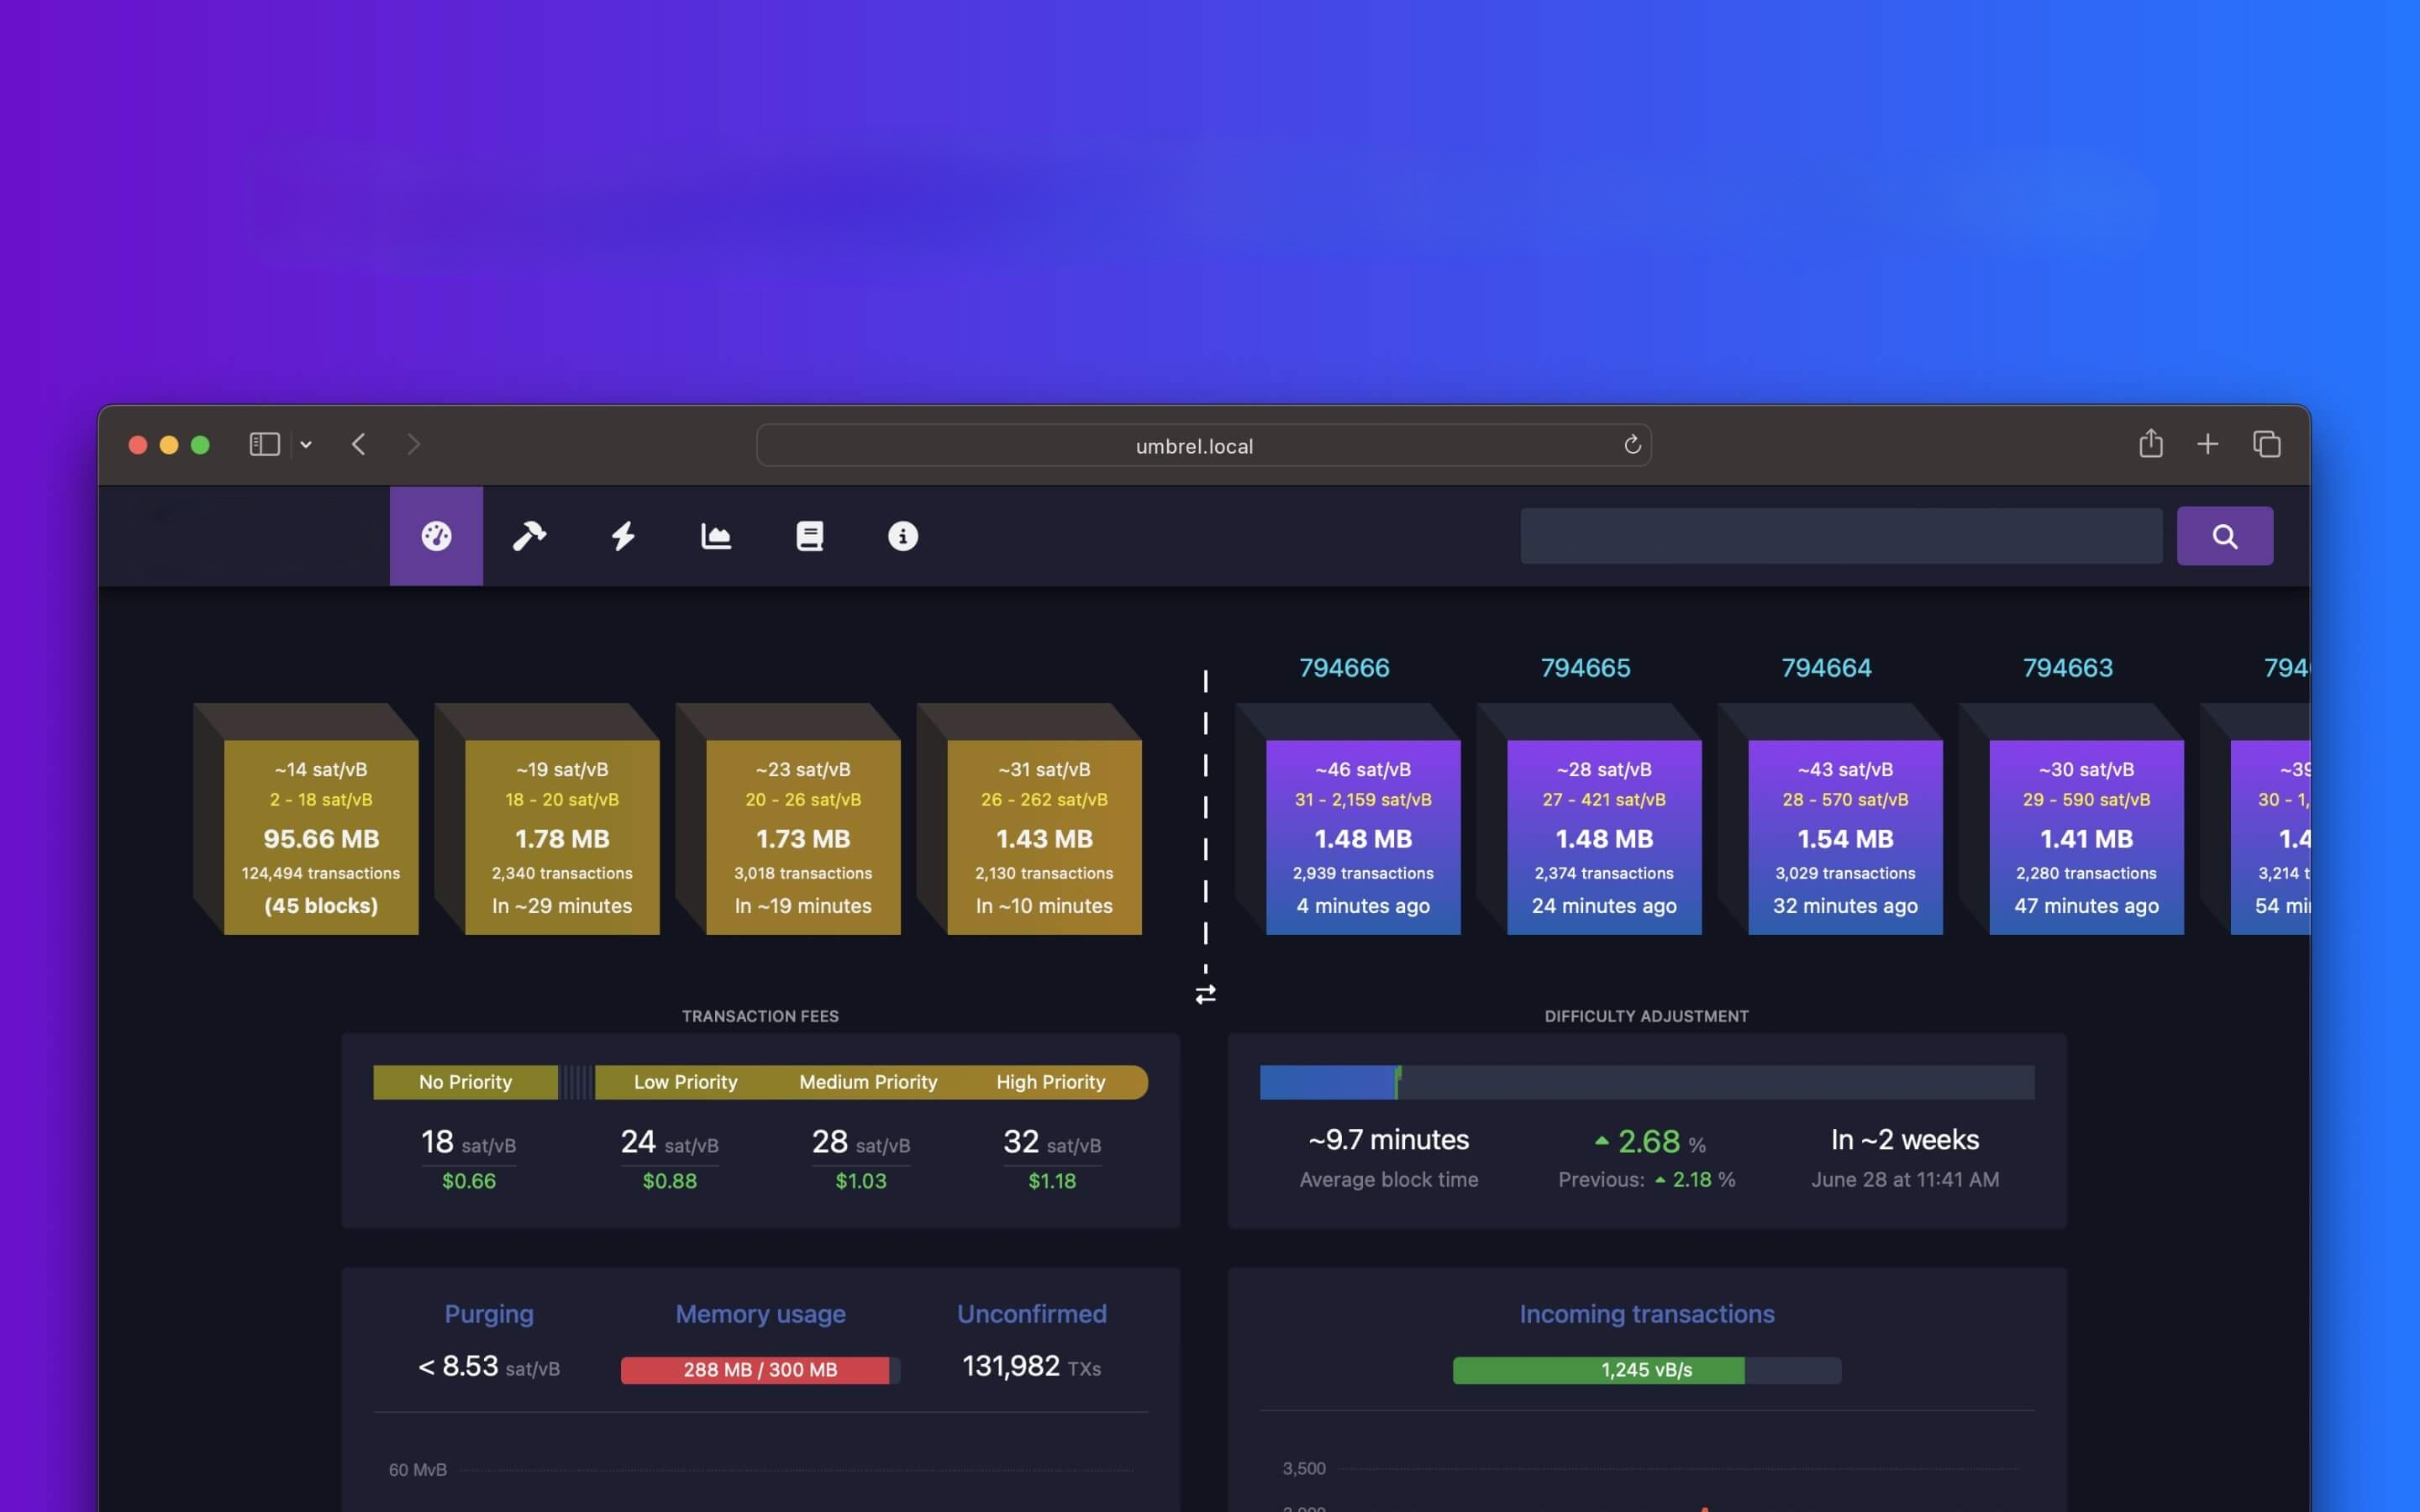 umbrel.local
794666
794665
794664
794663
794
~14 sat/vB
2 - 18 sat/vB
95.66 MB
124,494 transactions
(45 blocks)
~19 sat/vB
18 - 20 sat/vB
1.78 MB
2,340 transactions
In ~29 minutes
~23 sat/vB
20 - 26 sat/vB
1.73 MB
3,018 transactions
In ~19 minutes
~31 sat/vB
26 - 262 sat/vB
1.43 MB
2,130 transactions
In ~10 minutes
~46 sat/vB
31 - 2,159 sat/vB
1.48 MB
2,939 transactions
4 minutes ago
~28 sat/vB
27 - 421 sat/vB
1.48 MB
2,374 transactions
24 minutes ago
~43 sat/vB
28 - 570 sat/vB
1.54 MB
3,029 transactions
32 minutes ago
~30 sat/vB
29 - 590 sat/vB
1.41 MB
2,280 transactions
47 minutes ago
~39
30 - 1,
1.4
3,214 t
54 mi
TRANSACTION FEES
No Priority
Low Priority
Medium Priority
High Priority
18 sat/vB
24 sat/vB
28 sat/vB
32 sat/vB
$0.66
$0.88
$1.03
$1.18
DIFFICULTY ADJUSTMENT
~9.7 minutes
Average block time
2.68 %
Previous: 2.18 %
In ~2 weeks
June 28 at 11:41 AM
Purging
< 8.53 sat/vB
Memory usage
288 MB / 300 MB
Unconfirmed
131,982 TXs
60 MvB
Incoming transactions
1,245 vB/s
3,500